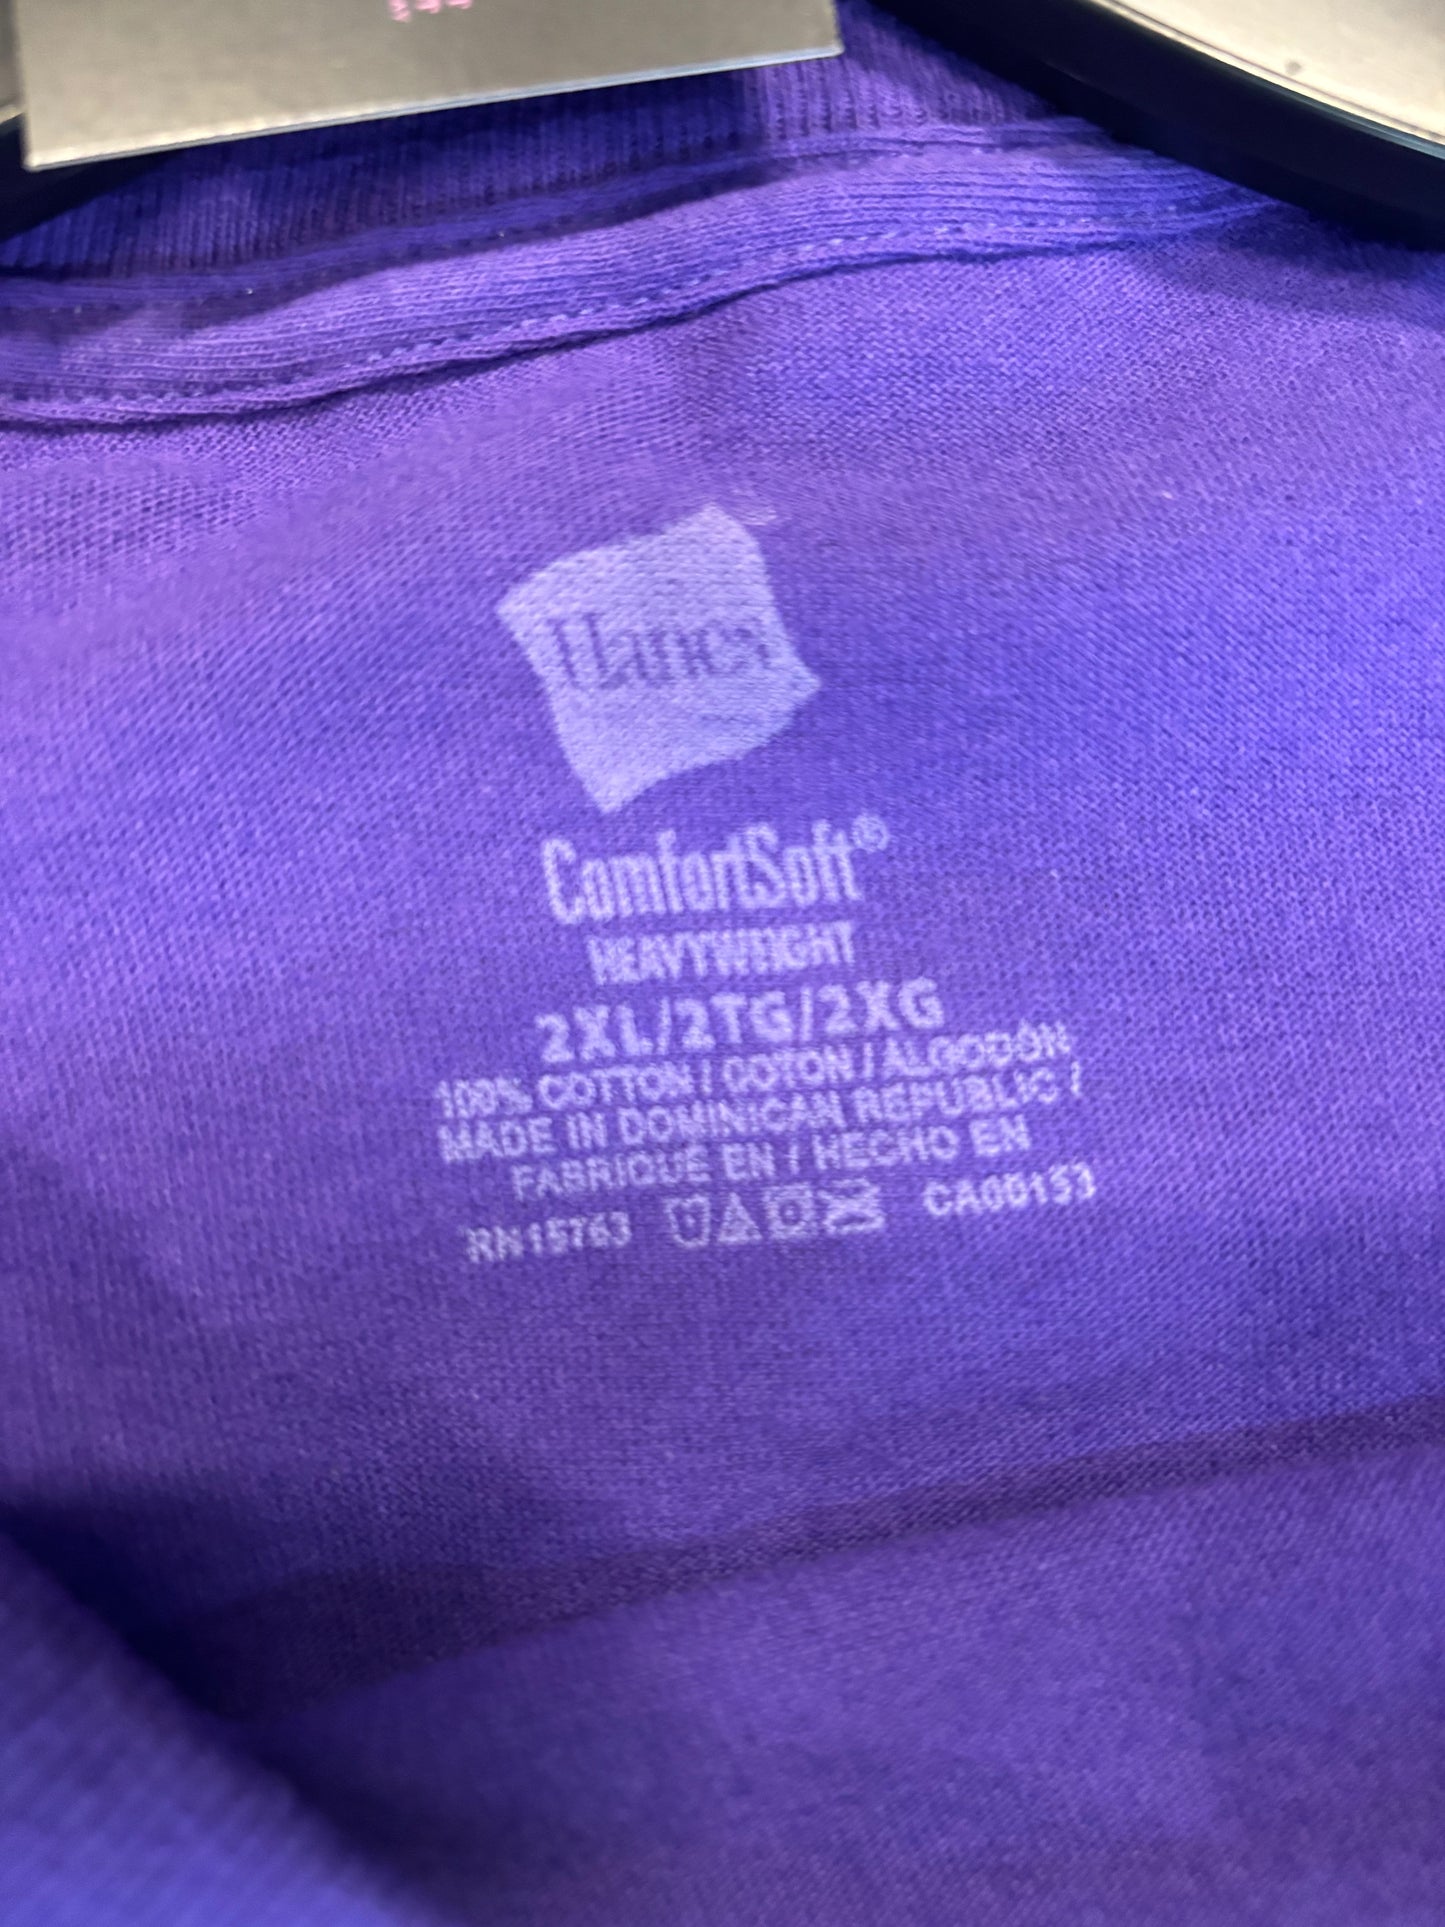 Hanes
ComfortSoft®
HEAVYWEIGHT
2XL/2TG/2XG
100% COTTON / COTON / ALGODÓN
MADE IN DOMINICAN REPUBLIC /
FABRIQUÉ EN / HECHO EN
RN15763 CA00153